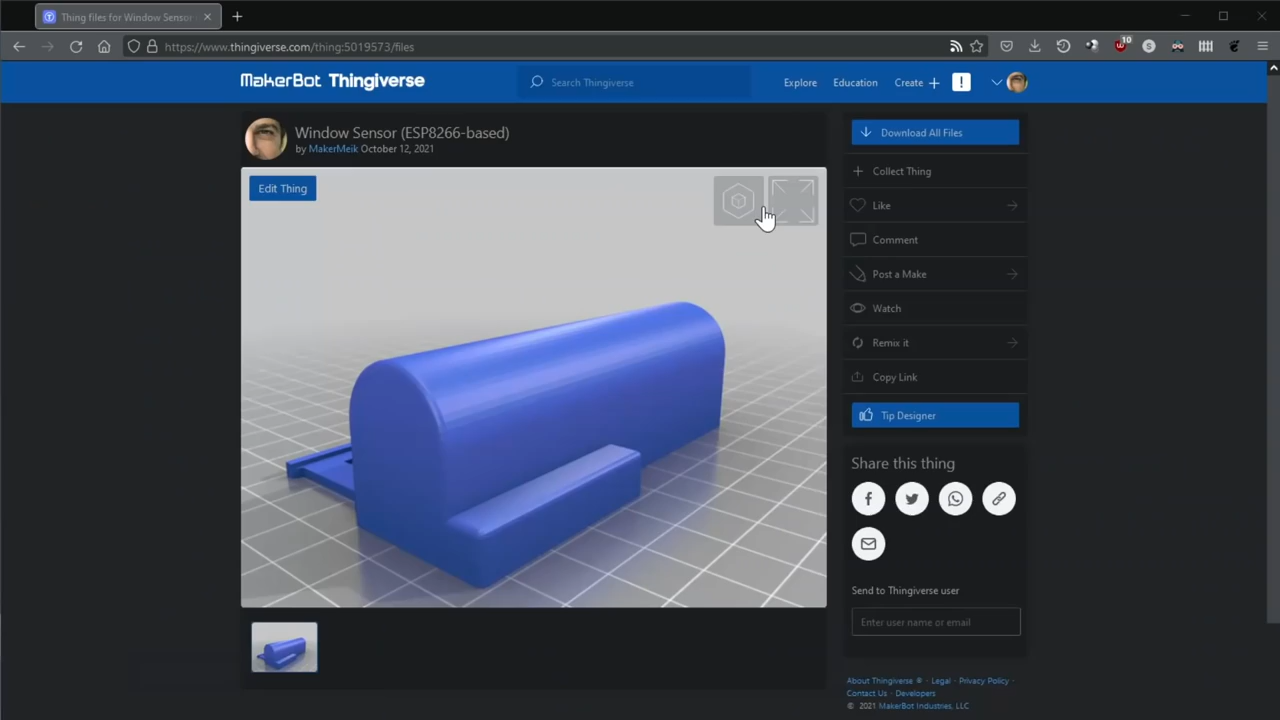 Thing files for Window Sensor
https://www.thingiverse.com/thing:5019573/files
10
MakerBot Thingiverse
Search Thingiverse
Explore
Education
Create
Window Sensor (ESP8266-based)
by MakerMeik October 12, 2021
Edit Thing
Download All Files
Collect Thing
Like
Comment
Post a Make
Watch
Remix it
Copy Link
Tip Designer
Share this thing
Send to Thingiverse user
Enter user name or email
About Thingiverse ® · Legal · Privacy Policy ·
Contact Us · Developers
© 2021 MakerBot Industries, LLC